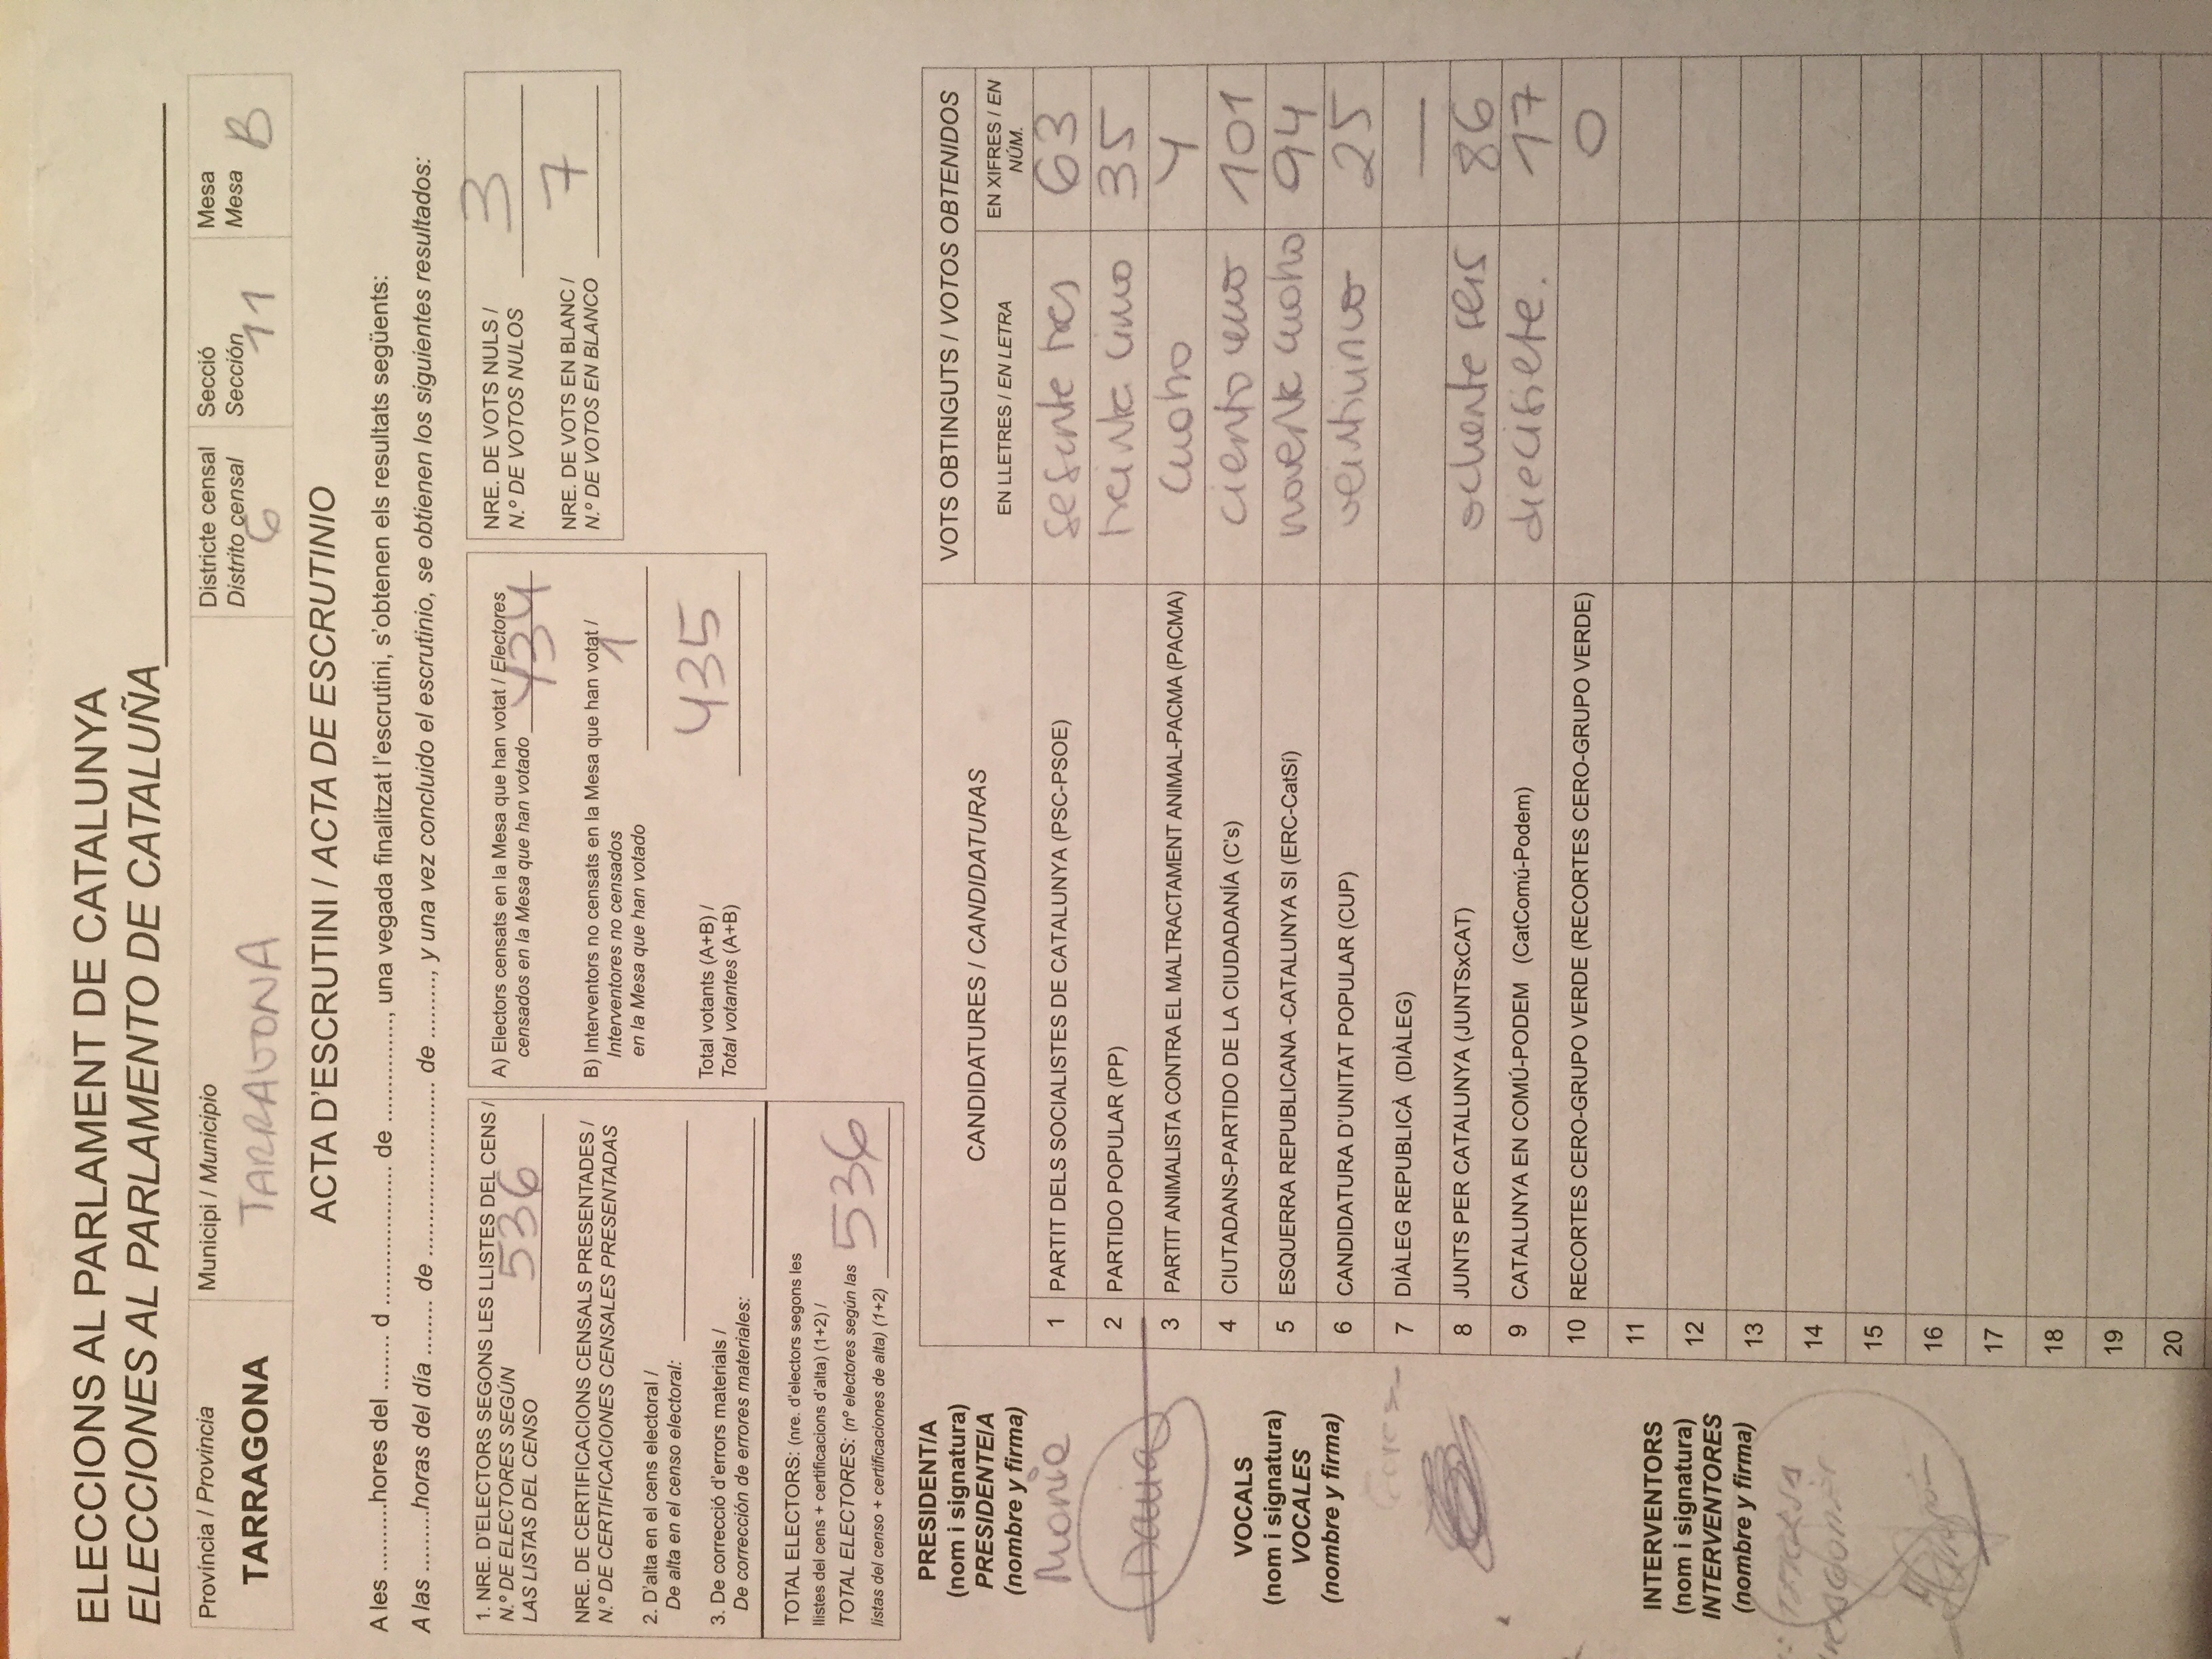 ELECCIONS AL PARLAMENT DE CATALUNYA
ELECCIONES AL PARLAMENTO DE CATALUÑA
Província / Provincia
TARRAGONA
Municipi / Municipio
TARRAGONA
Districte censal
Distrito censal
6
Secció
Sección
11
Mesa
Mesa
B
ACTA D'ESCRUTINI / ACTA DE ESCRUTINIO
A les ..........hores del ........ d ..................... de ................, una vegada finalitzat l'escrutini, s'obtenen els resultats següents:
A las .........horas del día ........ de .......................... de ........., y una vez concluido el escrutinio, se obtienen los siguientes resultados:
1. NRE. D'ELECTORS SEGONS LES LLISTES DEL CENS /
N.º DE ELECTORES SEGÚN
LAS LISTAS DEL CENSO 536
NRE. DE CERTIFICACIONS CENSALS PRESENTADES /
N.º DE CERTIFICACIONES CENSALES PRESENTADAS
2. D'alta en el cens electoral /
De alta en el censo electoral:
3. De correcció d'errors materials /
De corrección de errores materiales:
TOTAL ELECTORS: (nre. d'electors segons les
llistes del cens + certificacions d'alta) (1+2) /
TOTAL ELECTORES: (nº electores según las
listas del censo + certificaciones de alta) (1+2) 536
A) Electors censats en la Mesa que han votat / Electores
censados en la Mesa que han votado 434
B) Interventors no censats en la Mesa que han votat /
Interventores no censados
en la Mesa que han votado 1
Total votants (A+B) /
Total votantes (A+B) 435
NRE. DE VOTS NULS /
N.º DE VOTOS NULOS 3
NRE. DE VOTS EN BLANC /
N.º DE VOTOS EN BLANCO 7
PRESIDENT/A
(nom i signatura)
PRESIDENTE/A
(nombre y firma)
VOCALS
(nom i signatura)
VOCALES
(nombre y firma)
INTERVENTORS
(nom i signatura)
INTERVENTORES
(nombre y firma)
CANDIDATURES / CANDIDATURAS
VOTS OBTINGUTS / VOTOS OBTENIDOS
EN LLETRES / EN LETRA
EN XIFRES / EN
NÚM.
1 PARTIT DELS SOCIALISTES DE CATALUNYA (PSC-PSOE) sesenta tres 63
2 PARTIDO POPULAR (PP) treinta cinco 35
3 PARTIT ANIMALISTA CONTRA EL MALTRACTAMENT ANIMAL-PACMA (PACMA) cuatro 4
4 CIUTADANS-PARTIDO DE LA CIUDADANÍA (C's) ciento uno 101
5 ESQUERRA REPUBLICANA -CATALUNYA SI (ERC-CatSí) noventa cuatro 94
6 CANDIDATURA D'UNITAT POPULAR (CUP) veinticinco 25
7 DIÀLEG REPUBLICÀ (DIÀLEG) —
8 JUNTS PER CATALUNYA (JUNTSxCAT) ochenta seis 86
9 CATALUNYA EN COMÚ-PODEM (CatComú-Podem) diecisiete. 17
10 RECORTES CERO-GRUPO VERDE (RECORTES CERO-GRUPO VERDE) 0
11
12
13
14
15
16
17
18
19
20